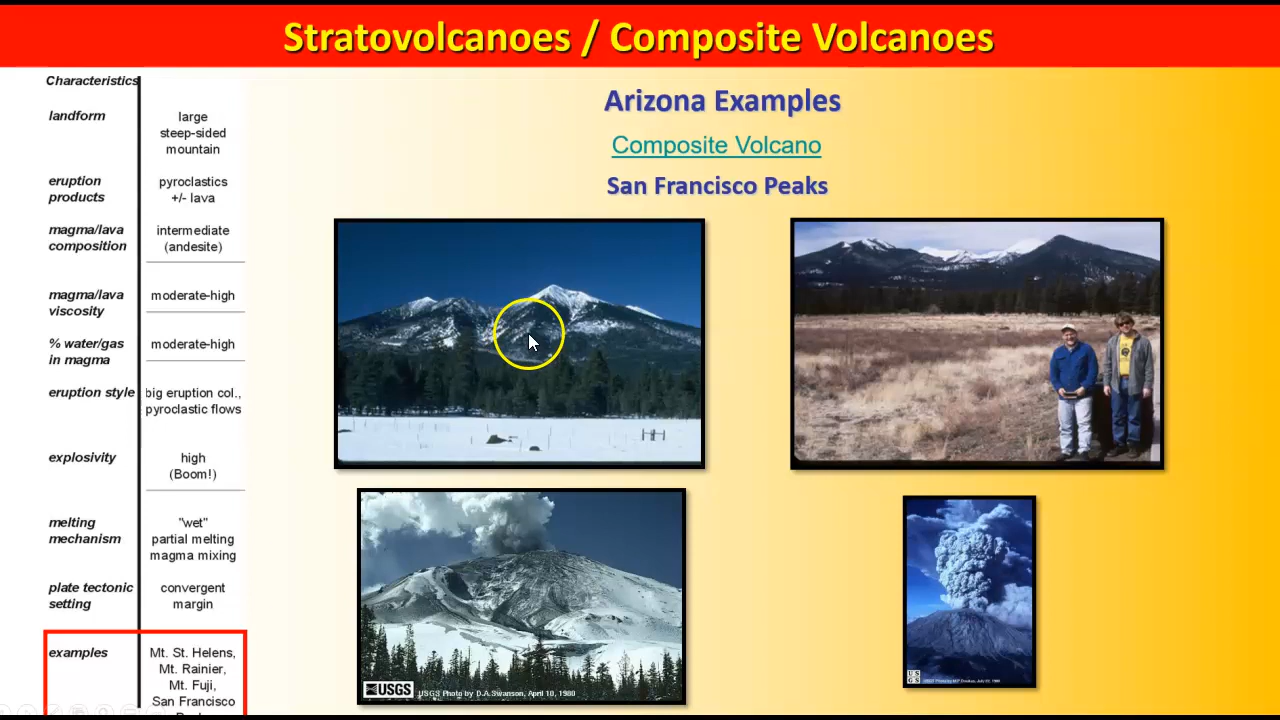 Stratovolcanoes / Composite Volcanoes
Characteristics
landform
large
steep-sided
mountain
eruption
products
pyroclastics
+/- lava
magma/lava
composition
intermediate
(andesite)
magma/lava
viscosity
moderate-high
% water/gas
in magma
moderate-high
eruption style
big eruption col.,
pyroclastic flows
explosivity
high
(Boom!)
melting
mechanism
"wet"
partial melting
magma mixing
plate tectonic
setting
convergent
margin
examples
Mt. St. Helens,
Mt. Rainier,
Mt. Fuji,
San Francisco
Arizona Examples
Composite Volcano
San Francisco Peaks
USGS
USGS Photo by D.A.Swanson, April 10, 1980